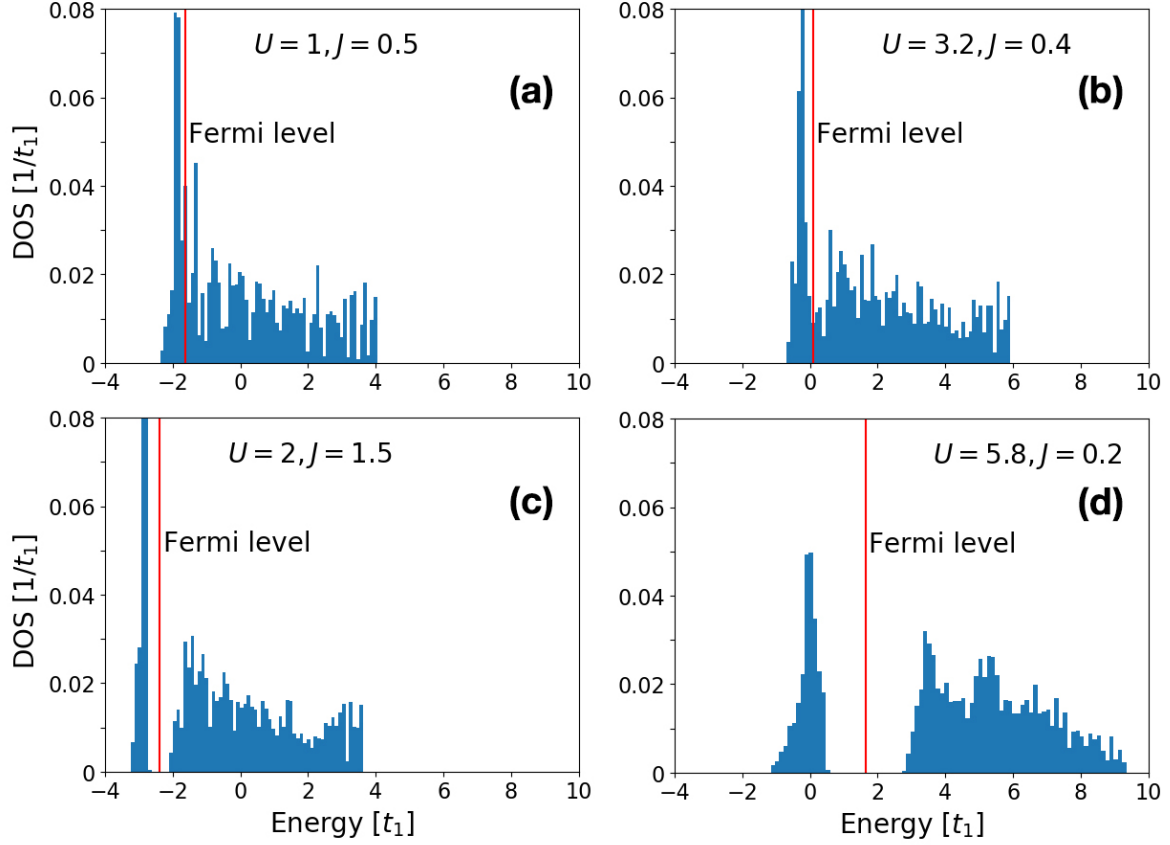 U = 1, J = 0.5
(a)
Fermi level
DOS [1/t₁]
0.08
0.06
0.04
0.02
0
−4 −2 0 2 4 6 8 10
U = 3.2, J = 0.4
(b)
Fermi level
0.08
0.06
0.04
0.02
0
−4 −2 0 2 4 6 8 10
U = 2, J = 1.5
(c)
Fermi level
DOS [1/t₁]
0.08
0.06
0.04
0.02
0
−4 −2 0 2 4 6 8 10
Energy [t₁]
U = 5.8, J = 0.2
(d)
Fermi level
0.08
0.06
0.04
0.02
0
−4 −2 0 2 4 6 8 10
Energy [t₁]